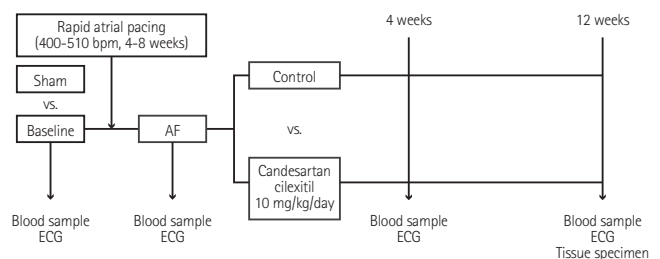 Rapid atrial pacing
(400-510 bpm, 4-8 weeks)
4 weeks
12 weeks
Sham
vs.
Baseline
AF
Control
vs.
Candesartan
cilexitil
10 mg/kg/day
Blood sample
ECG
Blood sample
ECG
Blood sample
ECG
Blood sample
ECG
Tissue specimen